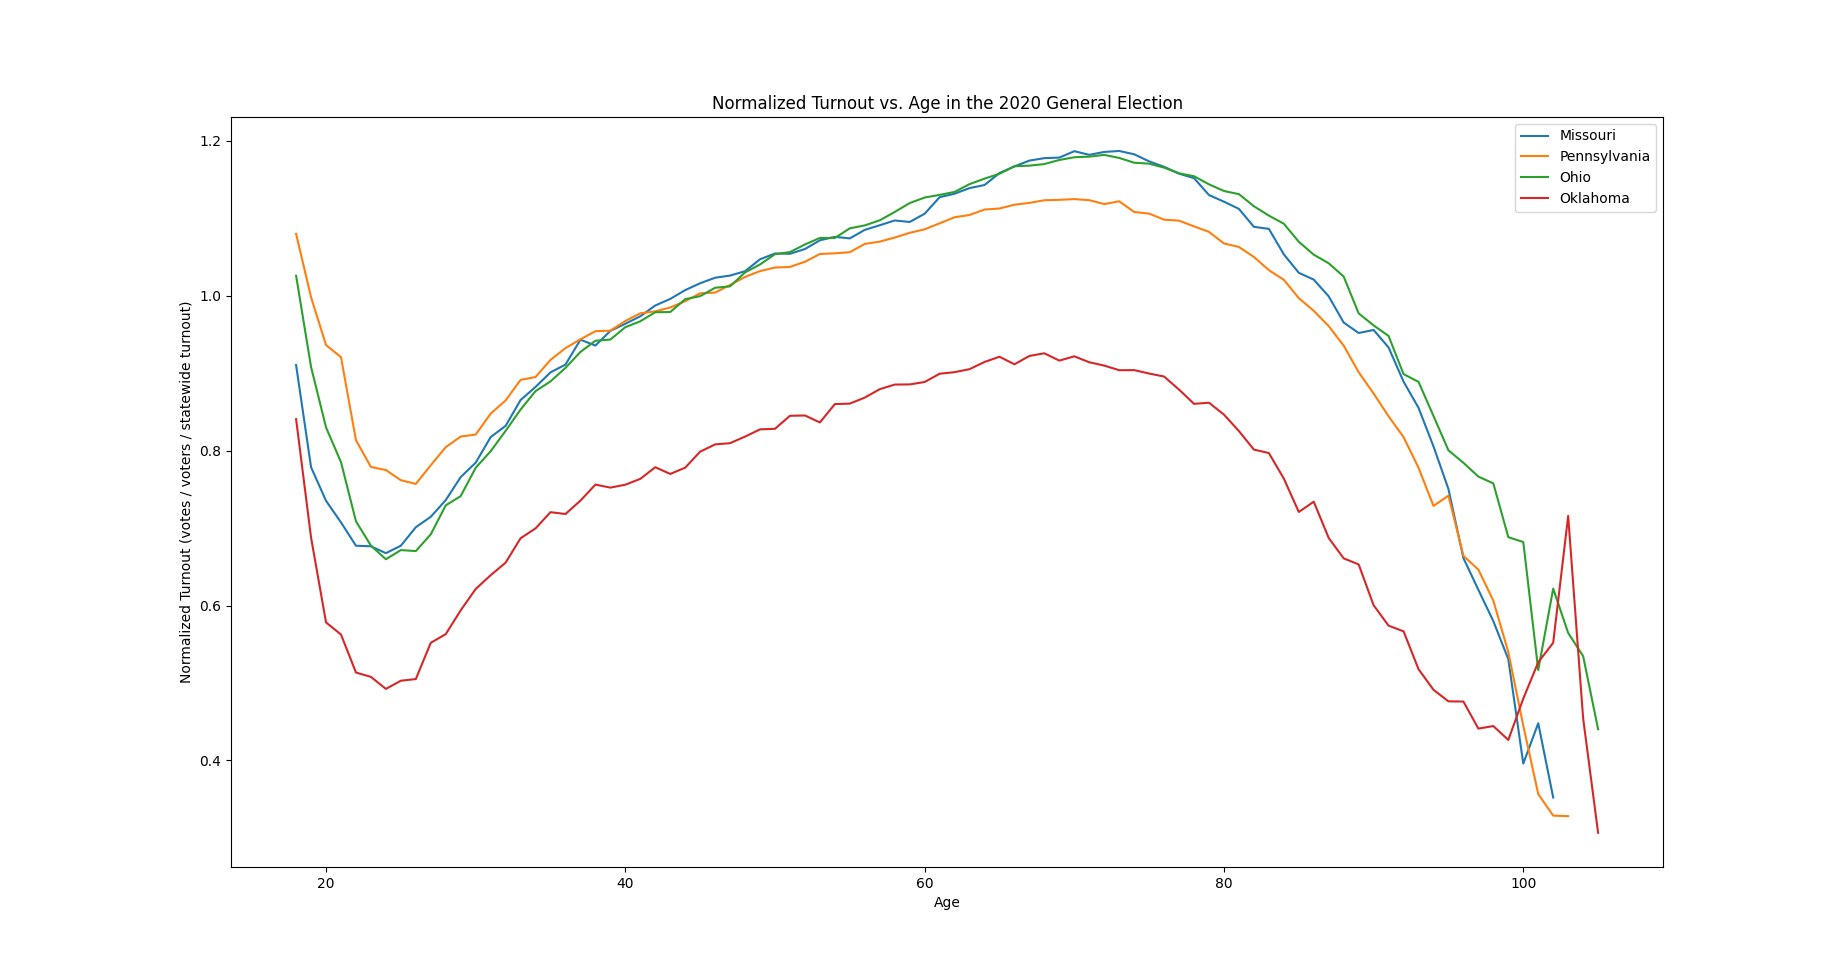 Normalized Turnout vs. Age in the 2020 General Election
Missouri
Pennsylvania
Ohio
Oklahoma
Normalized Turnout (votes / voters / statewide turnout)
1.2
1.0
0.8
0.6
0.4
20 40 60 80 100
Age